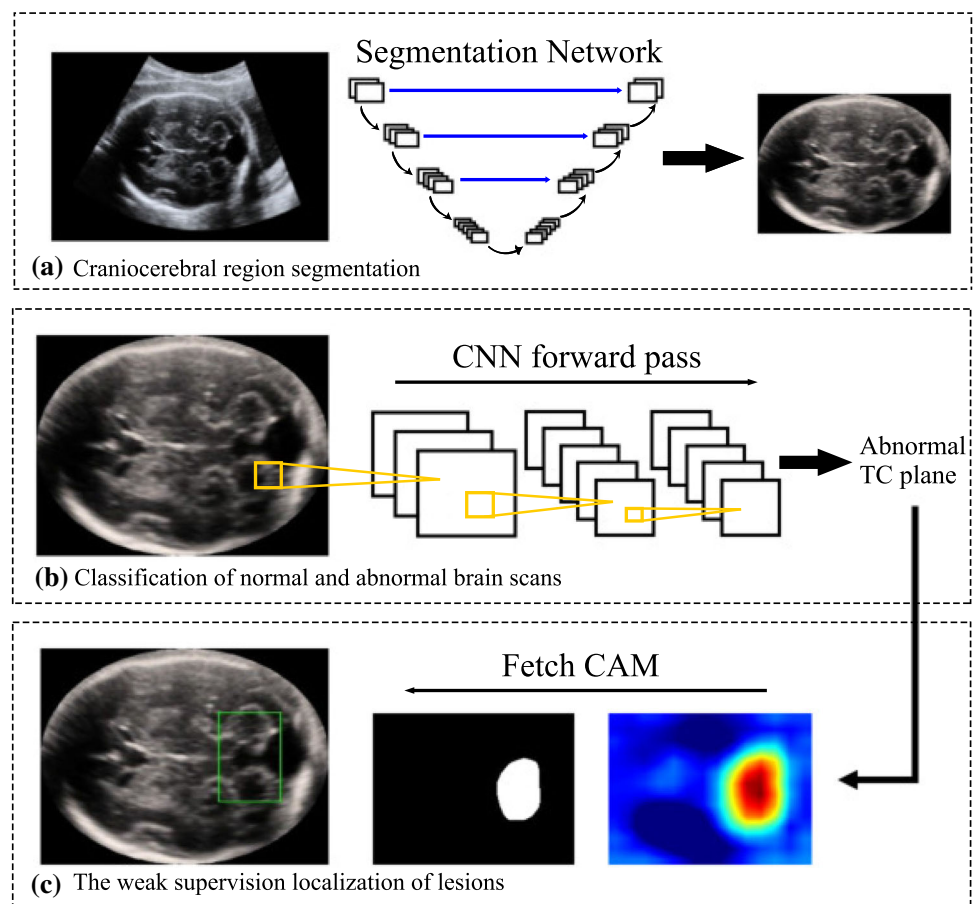 Segmentation Network
(a) Craniocerebral region segmentation
CNN forward pass
Abnormal
TC plane
(b) Classification of normal and abnormal brain scans
Fetch CAM
(c) The weak supervision localization of lesions